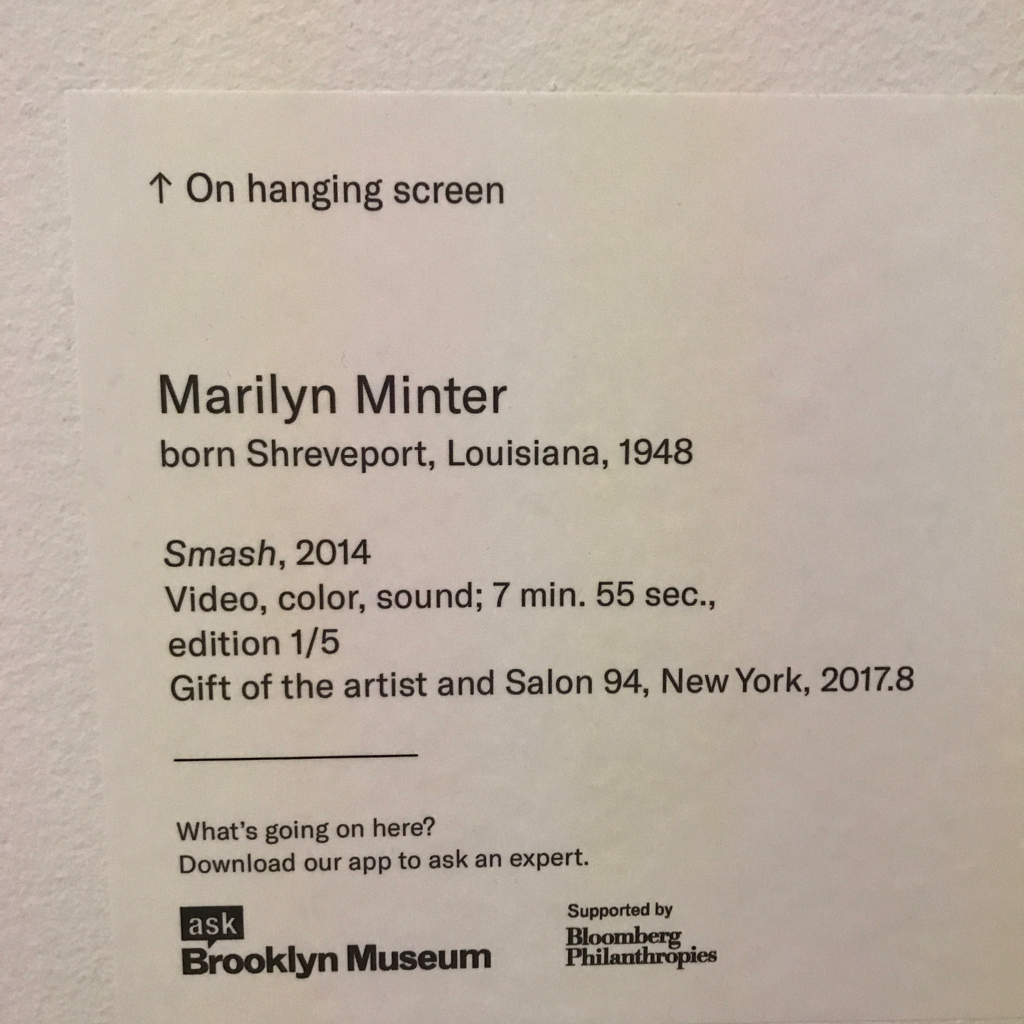 ↑ On hanging screen
Marilyn Minter
born Shreveport, Louisiana, 1948
Smash, 2014
Video, color, sound; 7 min. 55 sec.,
edition 1/5
Gift of the artist and Salon 94, New York, 2017.8
What's going on here?
Download our app to ask an expert.
ask
Brooklyn Museum
Supported by
Bloomberg
Philanthropies